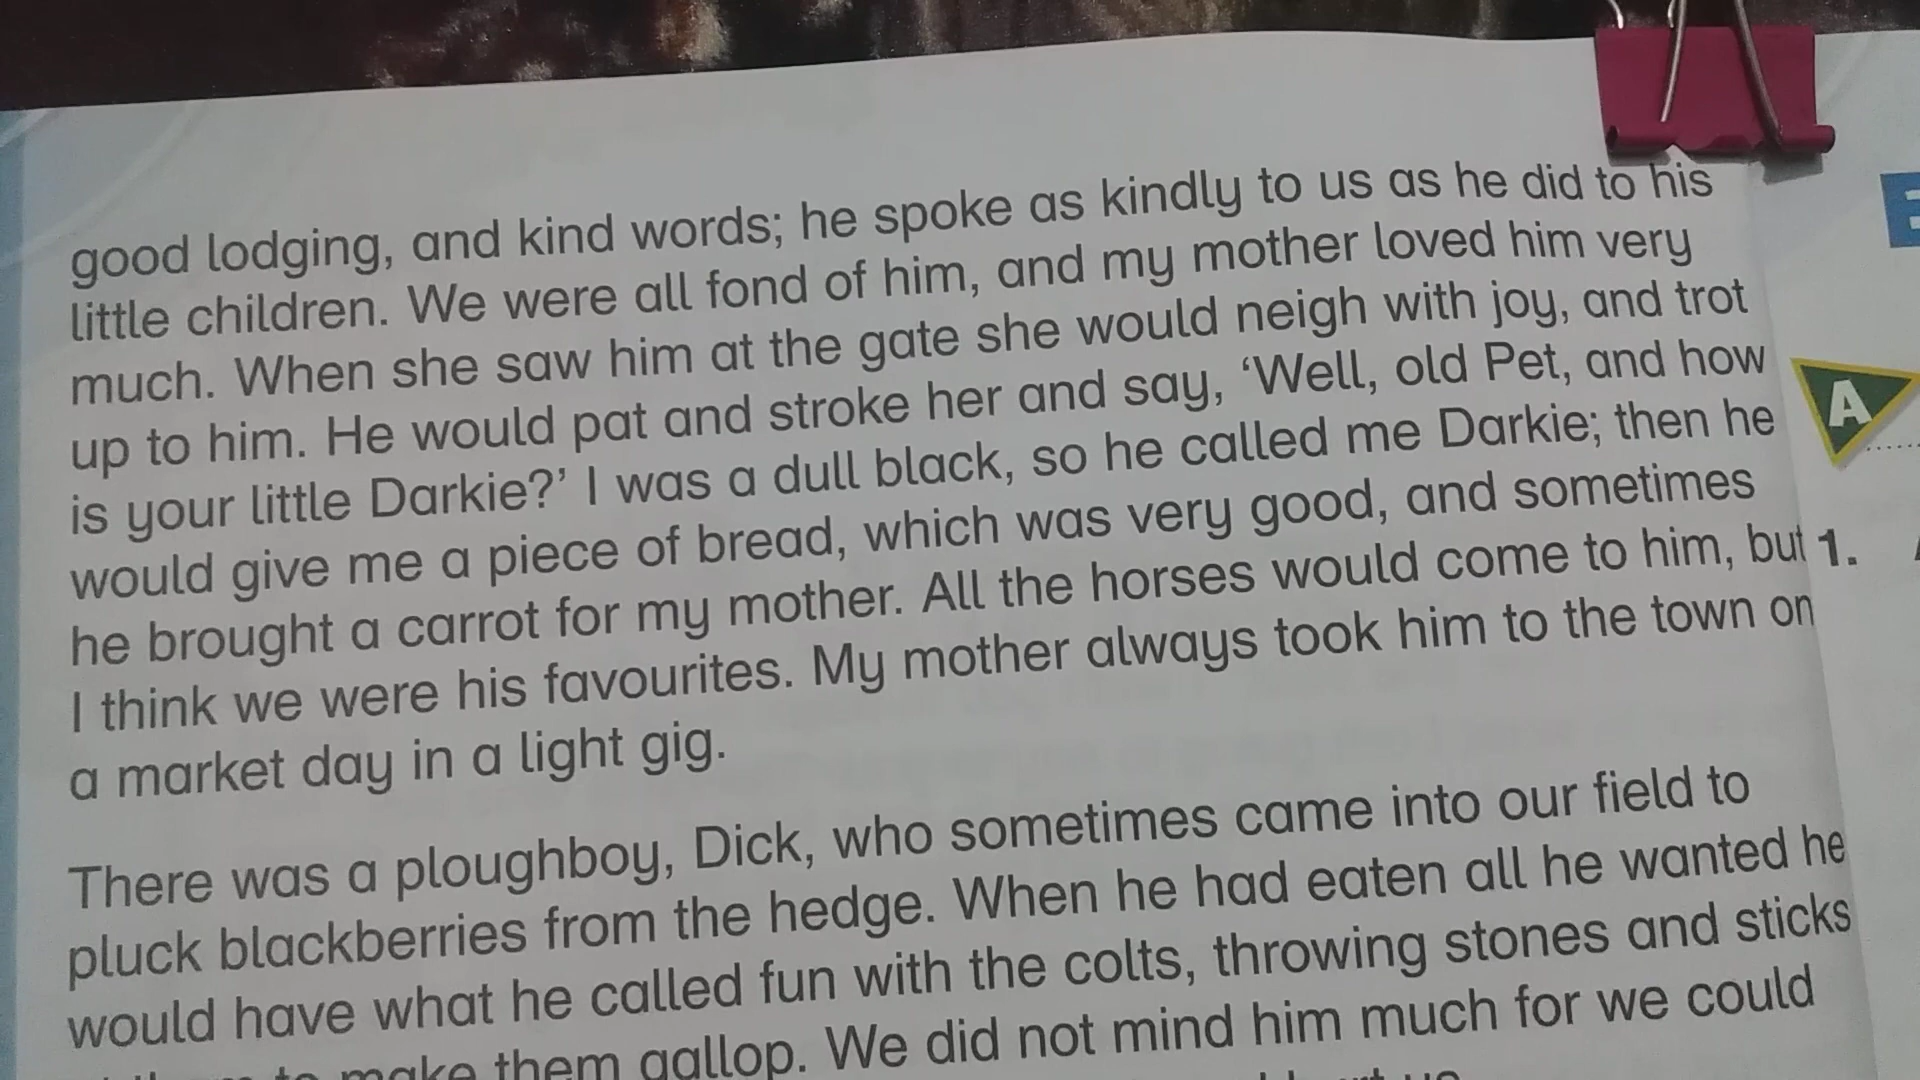 good lodging, and kind words; he spoke as kindly to us as he did to his
little children. We were all fond of him, and my mother loved him very
much. When she saw him at the gate she would neigh with joy, and trot
up to him. He would pat and stroke her and say, ‘Well, old Pet, and how
is your little Darkie?’ I was a dull black, so he called me Darkie; then he
would give me a piece of bread, which was very good, and sometimes
he brought a carrot for my mother. All the horses would come to him, but
I think we were his favourites. My mother always took him to the town on
a market day in a light gig.
There was a ploughboy, Dick, who sometimes came into our field to
pluck blackberries from the hedge. When he had eaten all he wanted he
would have what he called fun with the colts, throwing stones and sticks
to make them gallop. We did not mind him much for we could
A
1.